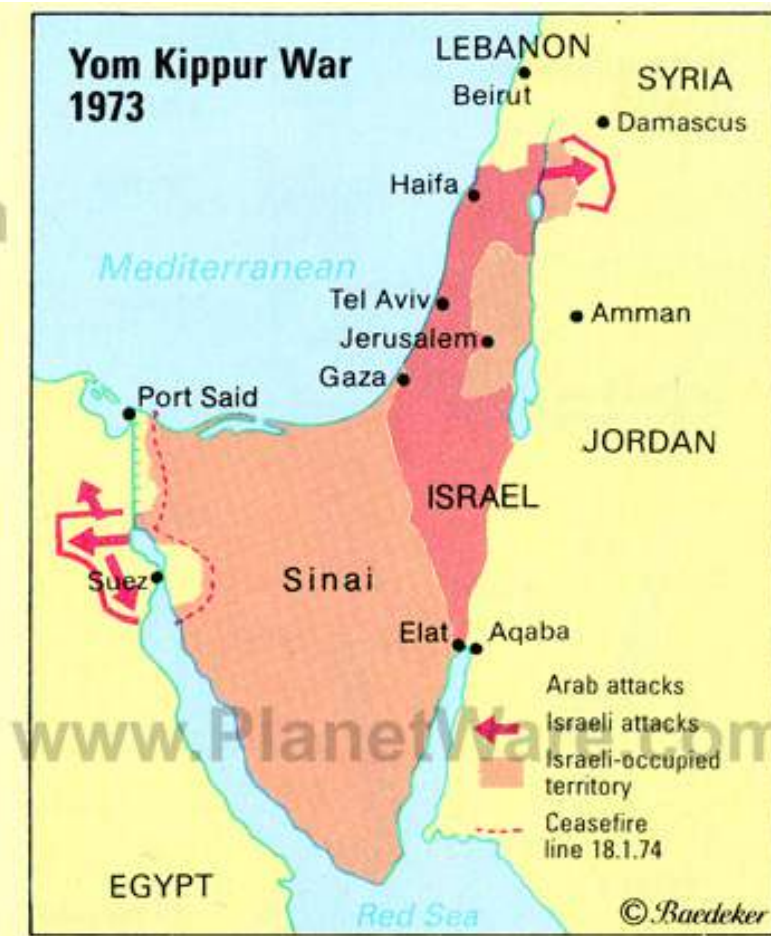 Yom Kippur War
1973
LEBANON
Beirut
SYRIA
Damascus
Haifa
Mediterranean
Tel Aviv
Jerusalem
Amman
Gaza
Port Said
JORDAN
ISRAEL
Suez
Sinai
Elat
Aqaba
Arab attacks
Israeli attacks
www.PlanetWare.com
Israeli-occupied
territory
Ceasefire
line 18.1.74
EGYPT
Red Sea
© Baedeker